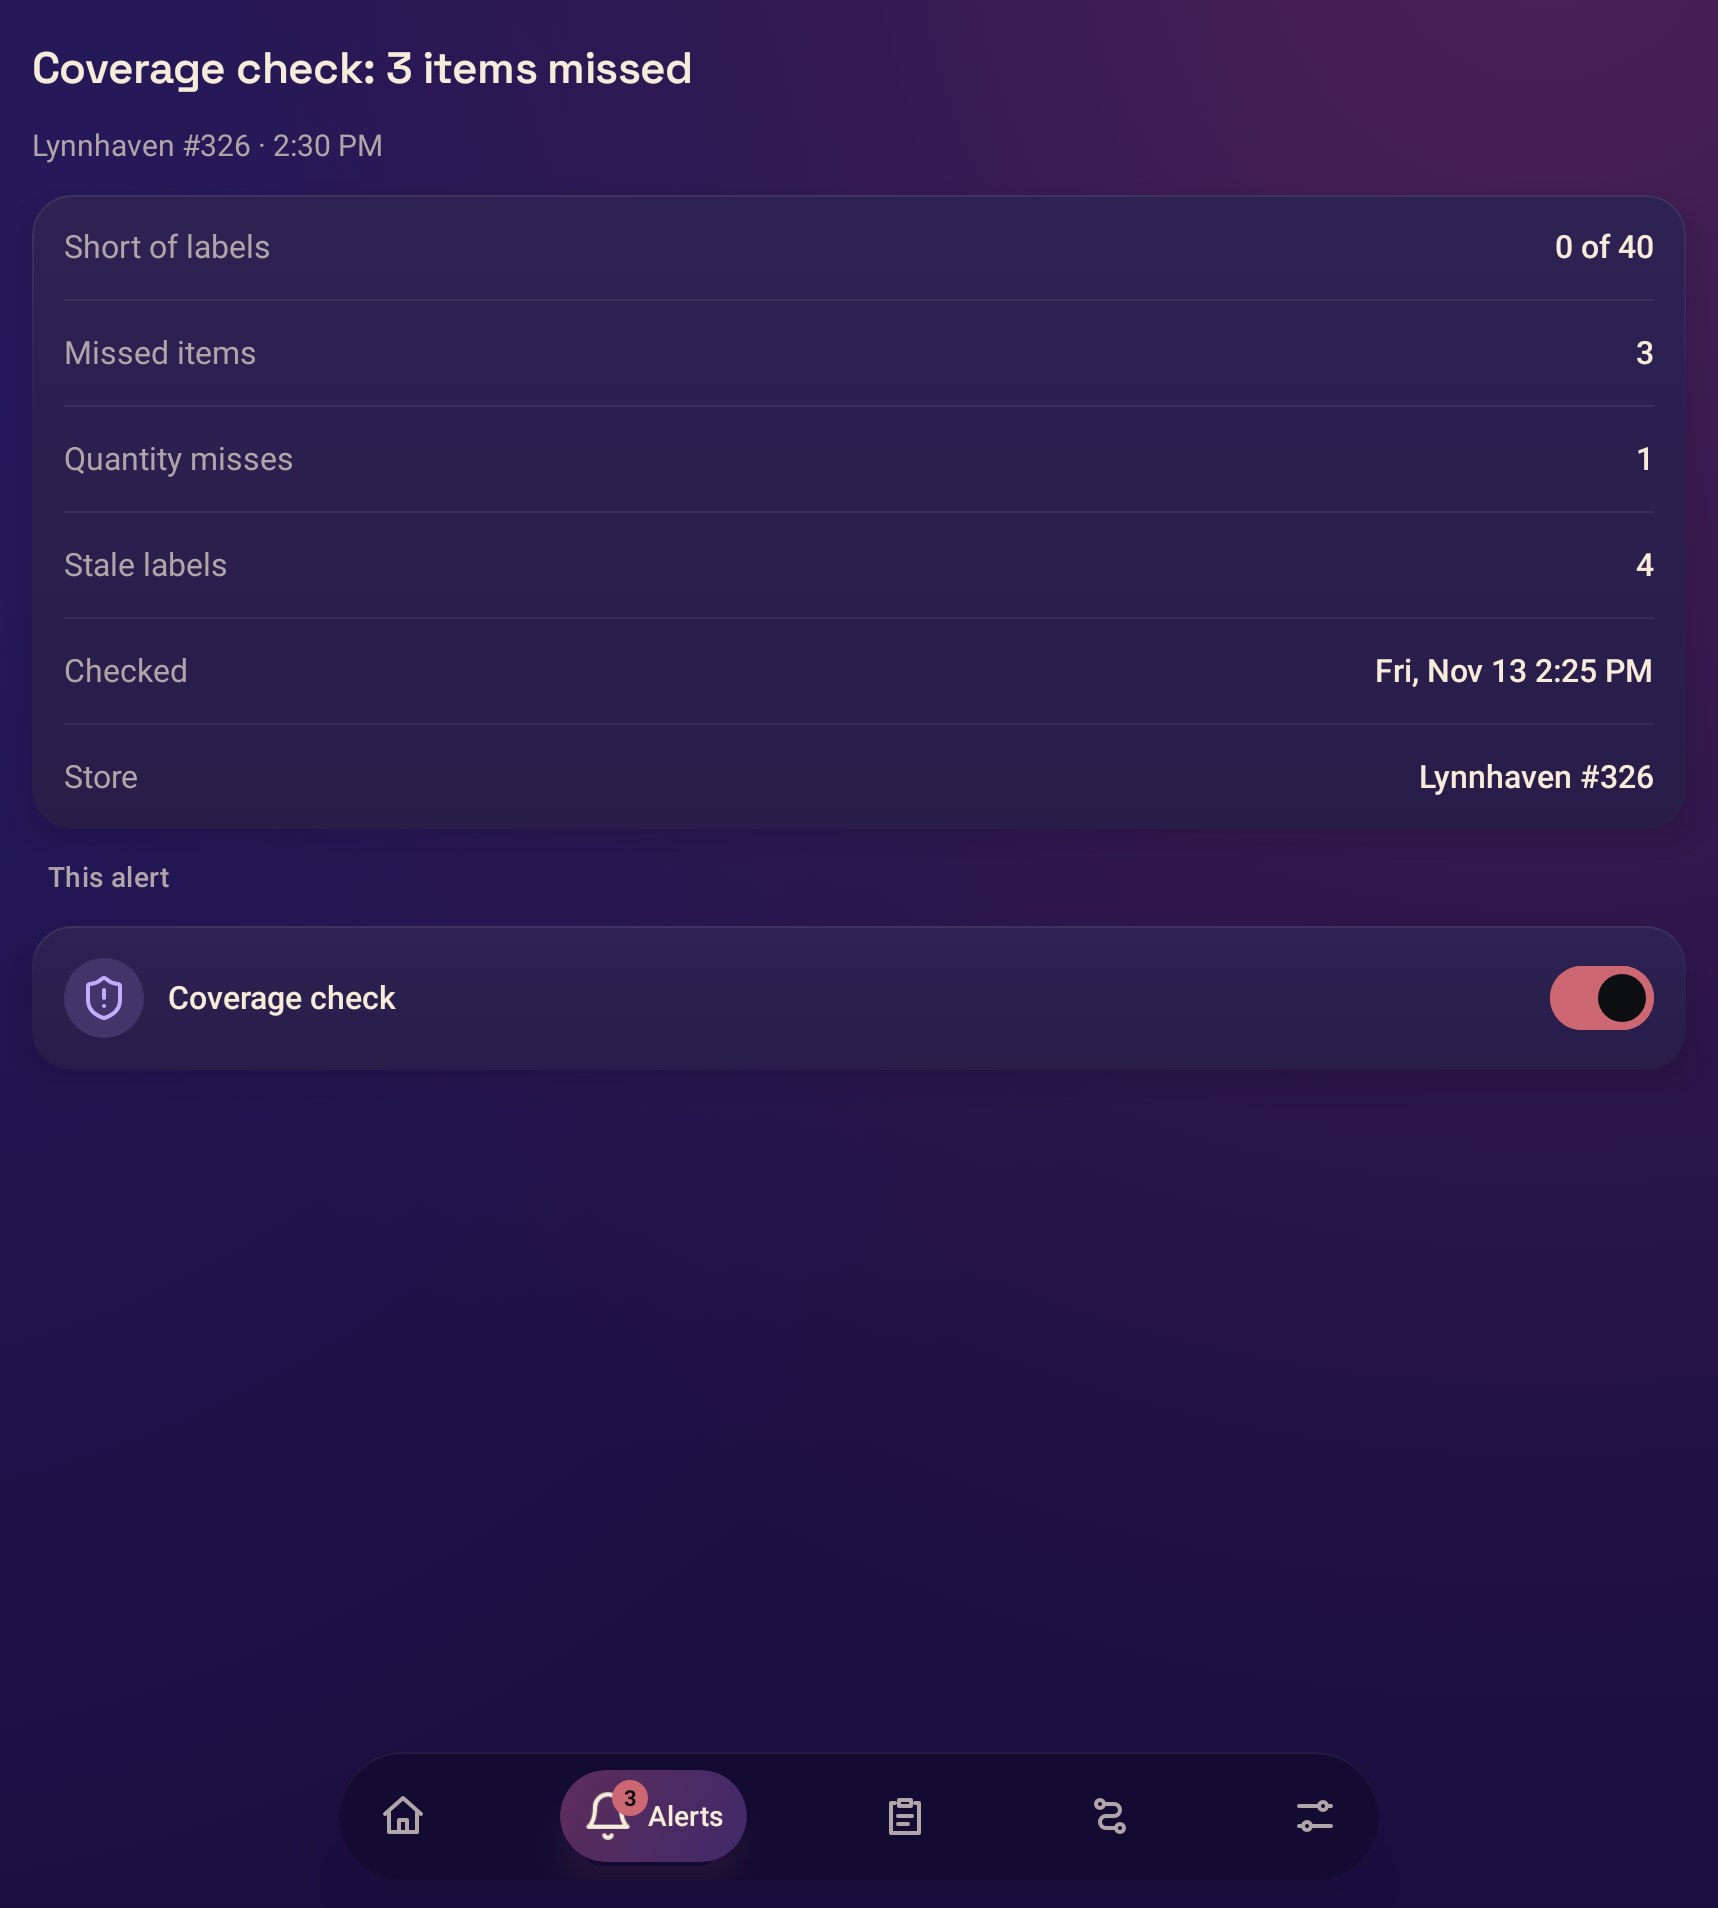 Coverage check: 3 items missed
Lynnhaven #326 · 2:30 PM
Short of labels 0 of 40
Missed items 3
Quantity misses 1
Stale labels 4
Checked Fri, Nov 13 2:25 PM
Store Lynnhaven #326
This alert
Coverage check
3 Alerts